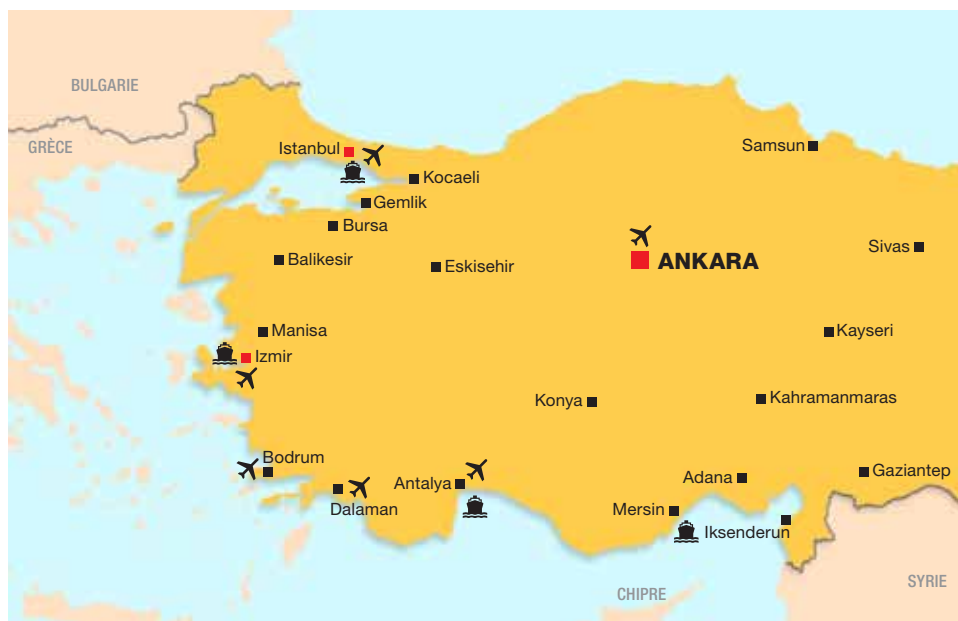 BULGARIE
GRÈCE
Istanbul
Samsun
Kocaeli
Gemlik
Bursa
Sivas
Balikesir
Eskisehir
ANKARA
Manisa
Kayseri
Izmir
Konya
Kahramanmaras
Bodrum
Gaziantep
Adana
Antalya
Dalaman
Mersin
Iksenderun
SYRIE
CHIPRE